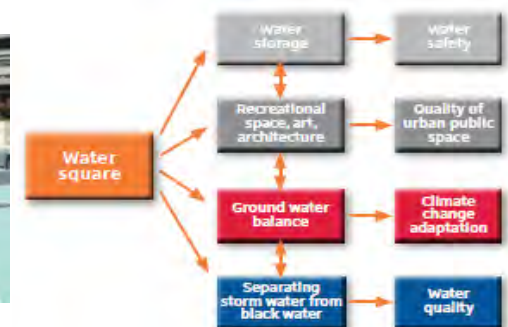 Water
storage
Water
safety
Recreational
space, art,
architecture
Quality of
urban public
space
Water
square
Ground water
balance
Climate
change
adaptation
Separating
storm water from
black water
Water
quality